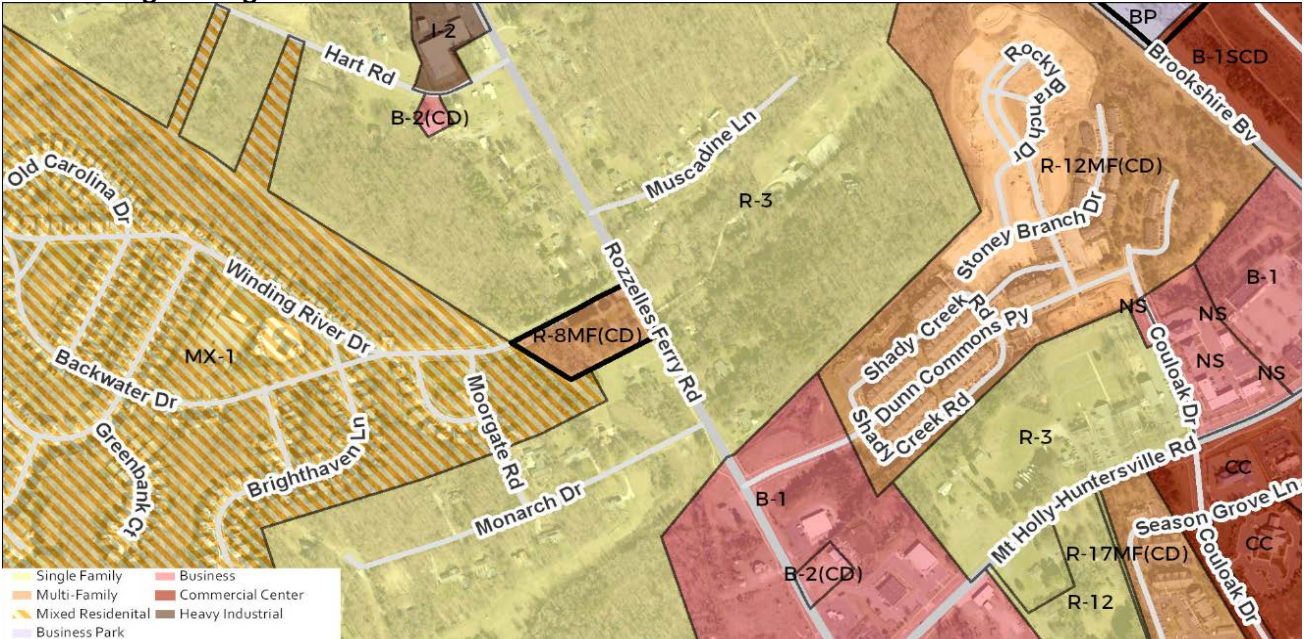 I-2
BP
Hart Rd
B-1SCD
Brookshire Bv
Rocky Branch Dr
B-2(CD)
Muscadine Ln
R-12MF(CD)
Old Carolina Dr
R-3
Stoney Branch Dr
Winding River Dr
Rozzelles Ferry Rd
B-1
NS
NS
R-8MF(CD)
Shady Creek Rd
Dunn Commons Py
MX-1
Couloak Dr
NS
NS
Backwater Dr
Moorgate Rd
Shady Creek Rd
Greenbank Ct
Brighthaven Ln
R-3
Mt Holly-Huntersville Rd
CC
Monarch Dr
B-1
Season Grove Ln
R-17MF(CD)
CC
Couloak Dr
B-2(CD)
R-12
Single Family
Business
Multi-Family
Commercial Center
Mixed Residenital
Heavy Industrial
Business Park